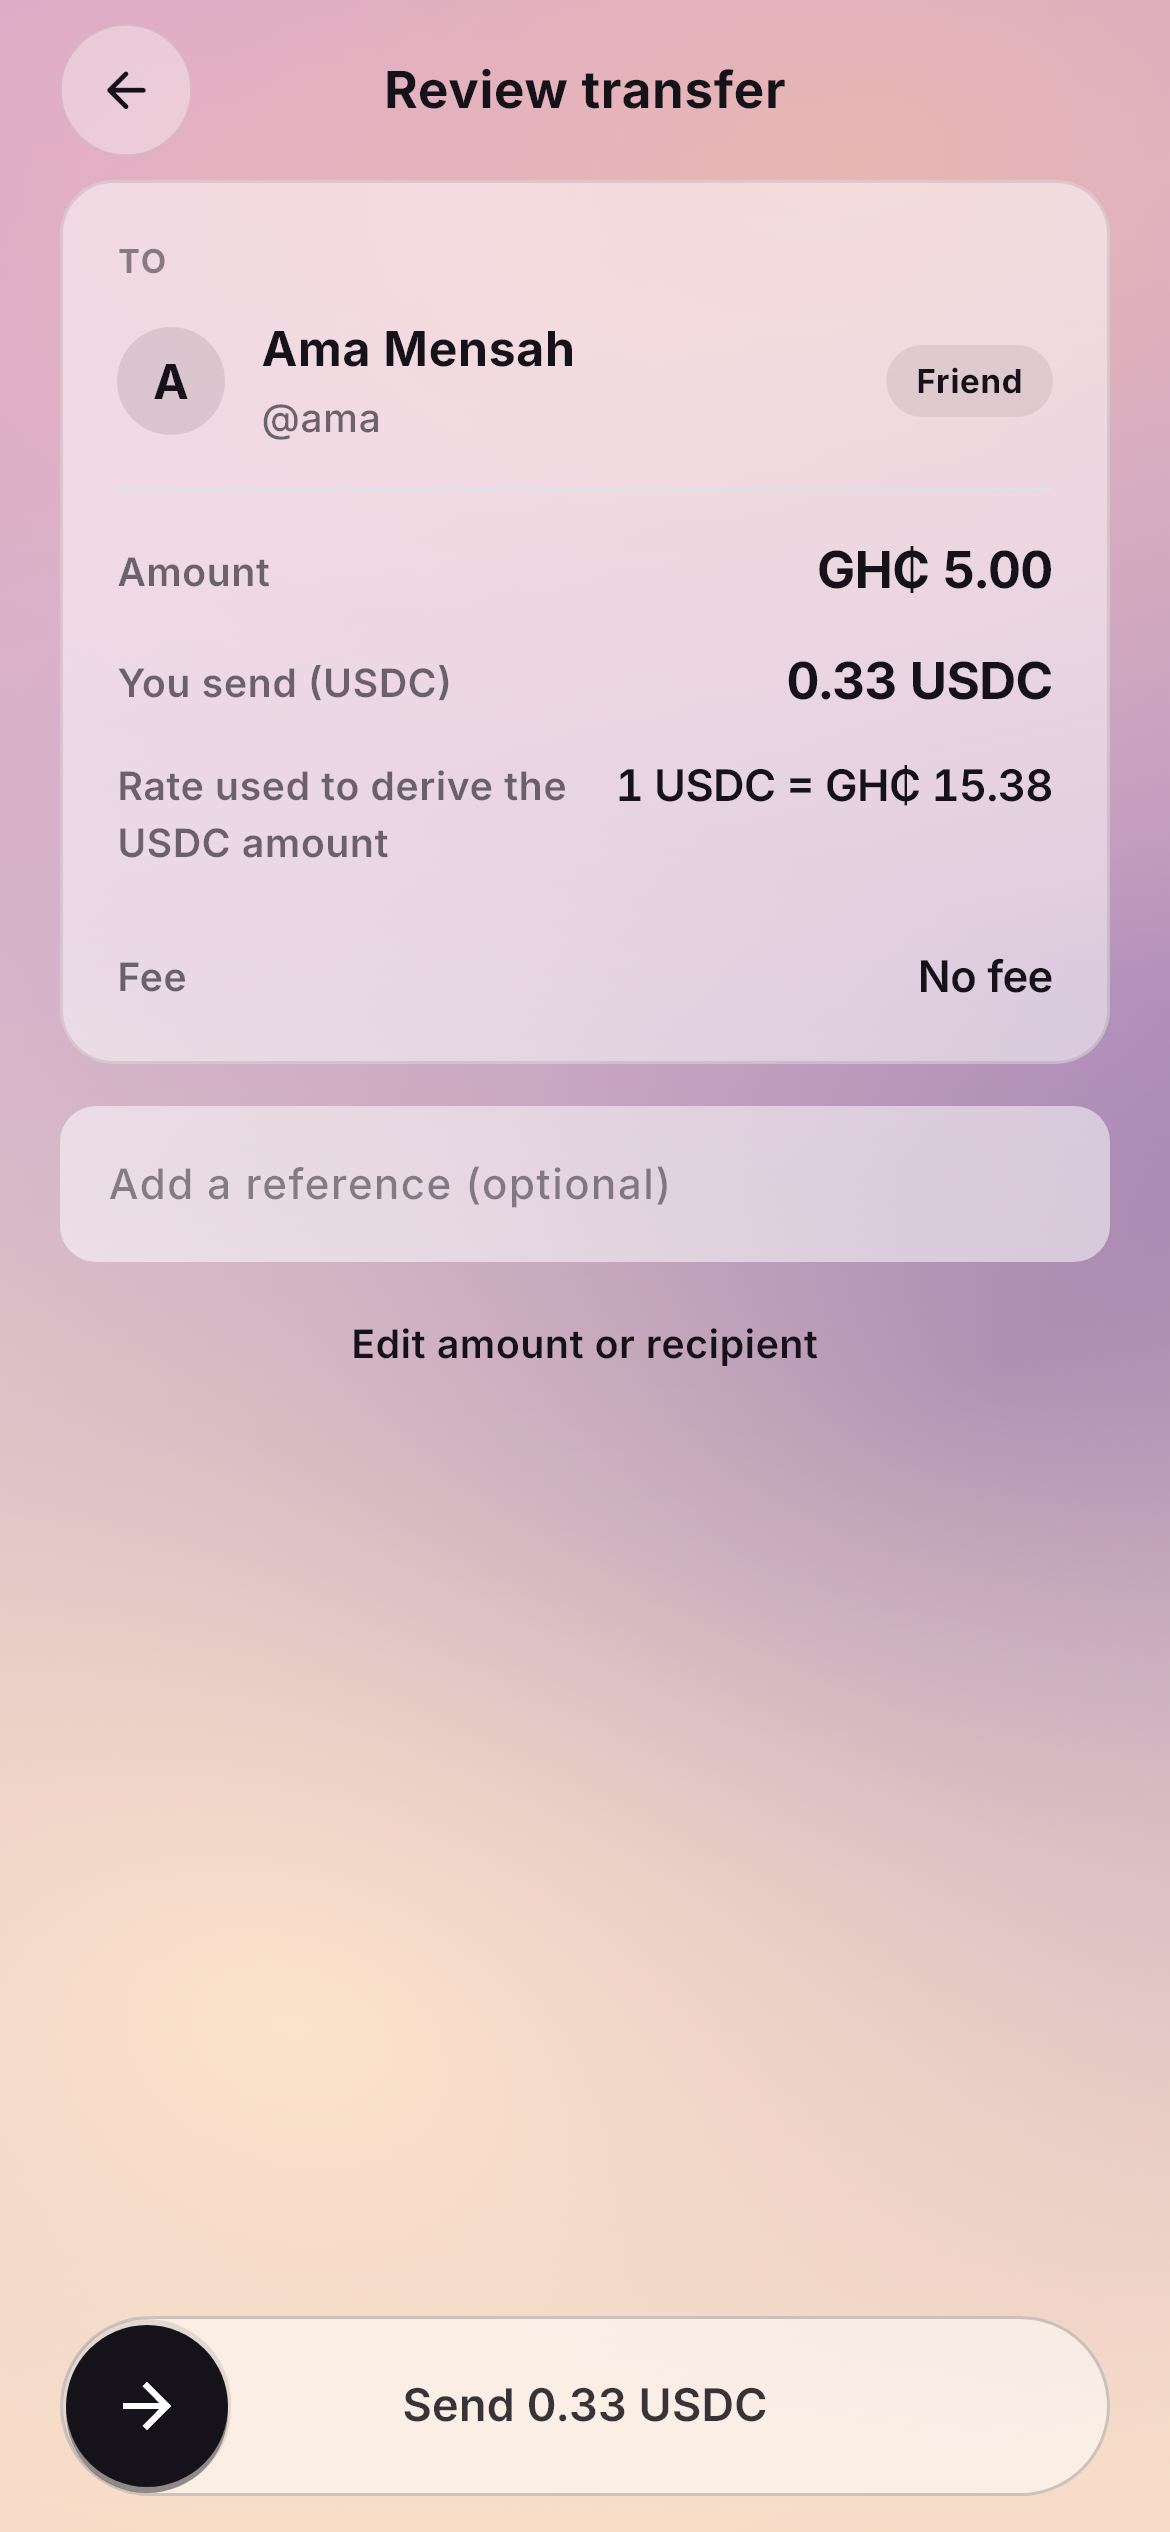 Review transfer
TO
A
Ama Mensah
@ama
Friend
Amount
GH₵ 5.00
You send (USDC)
0.33 USDC
Rate used to derive the
USDC amount
1 USDC = GH₵ 15.38
Fee
No fee
Add a reference (optional)
Edit amount or recipient
Send 0.33 USDC